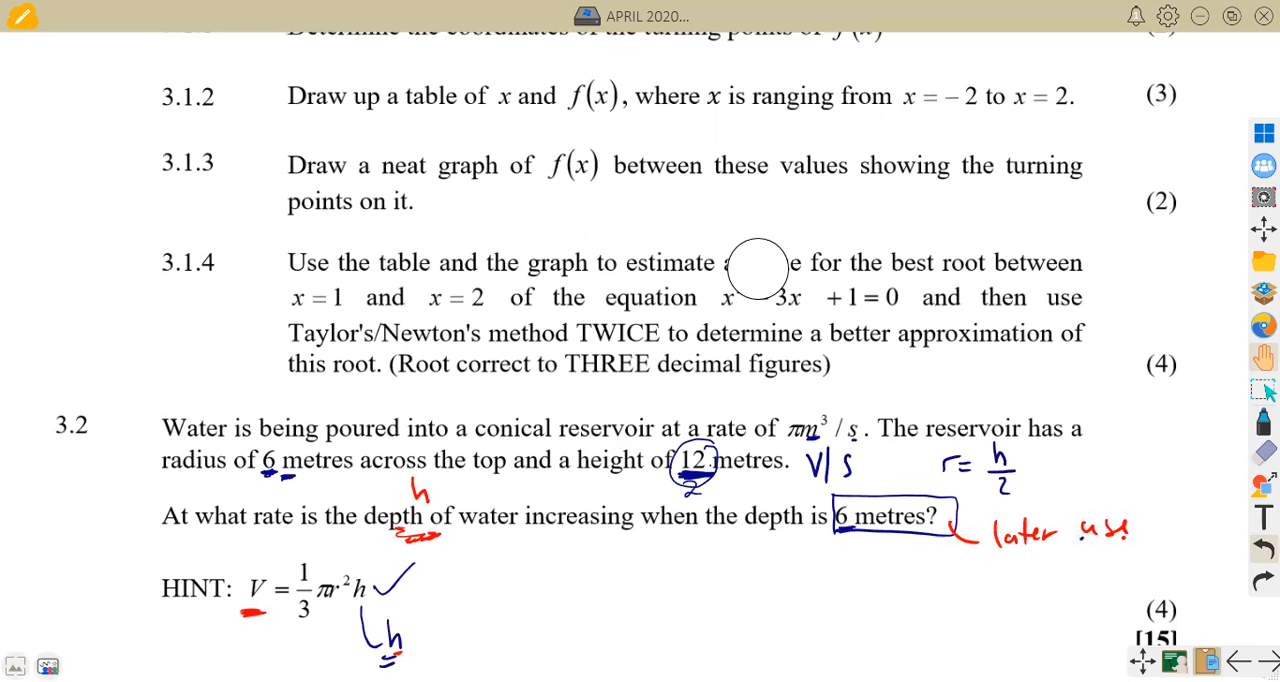 APRIL 2020...
3.1.2 Draw up a table of x and f(x), where x is ranging from x = − 2 to x = 2. (3)
3.1.3 Draw a neat graph of f(x) between these values showing the turning
points on it. (2)
3.1.4 Use the table and the graph to estimate for the best root between
x = 1 and x = 2 of the equation x 3x + 1 = 0 and then use
Taylor's/Newton's method TWICE to determine a better approximation of
this root. (Root correct to THREE decimal figures) (4)
3.2 Water is being poured into a conical reservoir at a rate of πm³ / s. The reservoir has a
radius of 6 metres across the top and a height of 12 metres. V/s r = h/2
2
h
At what rate is the depth of water increasing when the depth is 6 metres? later use
HINT: V = 1/3 πr²h
h
(4)
[15]